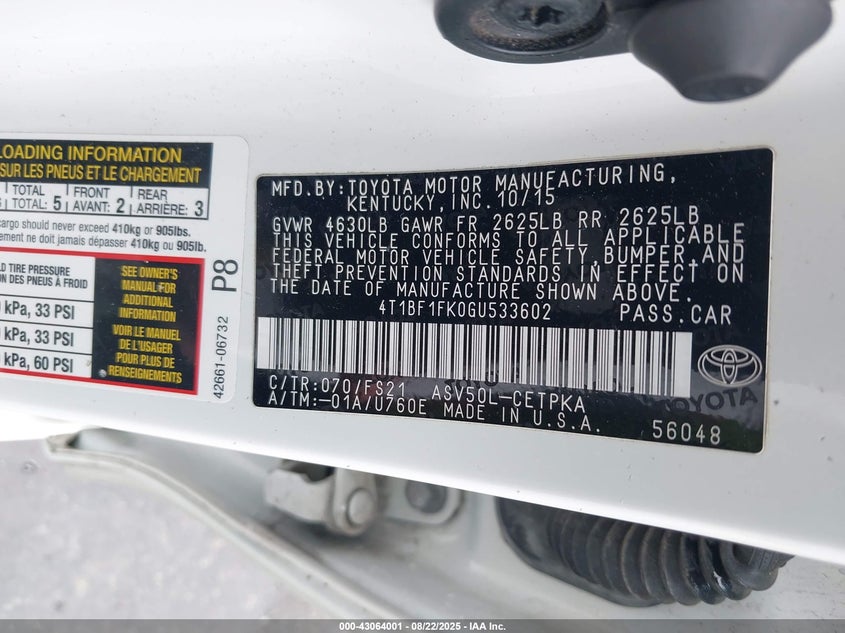 LOADING INFORMATION
SUR LES PNEUS ET LE CHARGEMENT
TOTAL TOTAL: 5
FRONT AVANT: 2
REAR ARRIÈRE: 3
cargo should never exceed 410kg or 905lbs.
ne doit jamais dépasser 410kg ou 905lb.
TIRE PRESSURE
DES PNEUS À FROID
kPa, 33 PSI
kPa, 33 PSI
kPa, 60 PSI
SEE OWNER'S
MANUAL FOR
ADDITIONAL
INFORMATION
VOIR LE MANUEL
DE L'USAGER
POUR PLUS DE
RENSEIGNEMENTS
P8
42661-06732
MFD.BY:TOYOTA MOTOR MANUFACTURING,
KENTUCKY, INC. 10/15
GVWR 4630LB GAWR FR 2625LB RR 2625LB
THIS VEHICLE CONFORMS TO ALL APPLICABLE
FEDERAL MOTOR VEHICLE SAFETY, BUMPER, AND
THEFT PREVENTION STANDARDS IN EFFECT ON
THE DATE OF MANUFACTURE SHOWN ABOVE.
4T1BF1FK0GU533602 PASS.CAR
C/TR:070/FS21 ASV50L-CETPKA
A/TM:-01A/U760E MADE IN U.S.A.
TOYOTA
56048
000-43064001 - 08/22/2025 - IAA Inc.